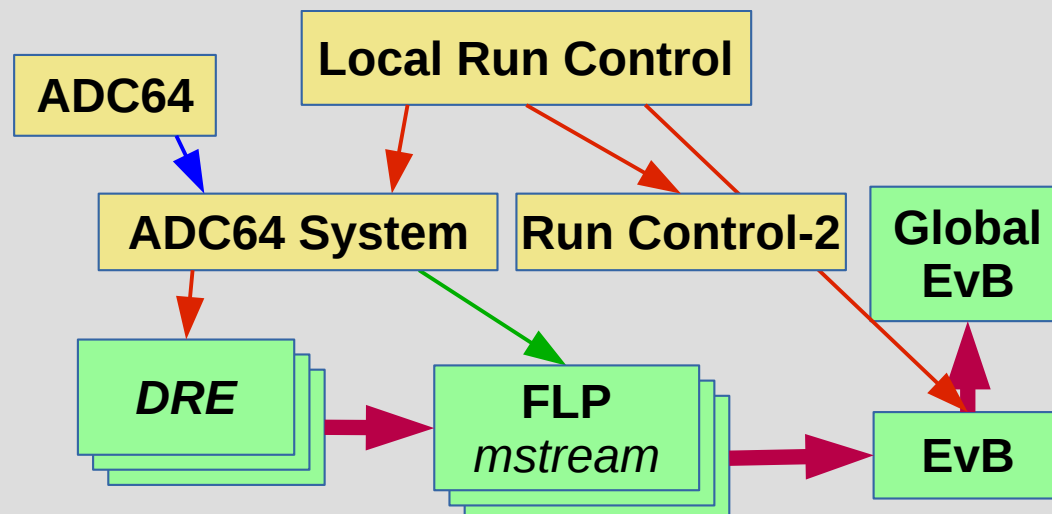 Local Run Control
ADC64
ADC64 System
Run Control-2
Global
EvB
DRE
FLP
mstream
EvB